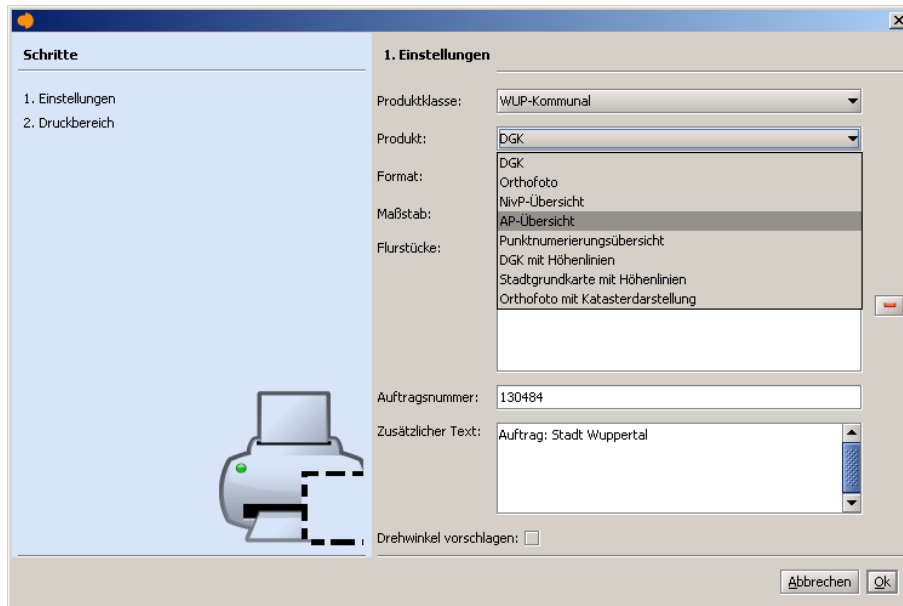 Schritte
1. Einstellungen
2. Druckbereich
1. Einstellungen
Produktklasse: WUP-Kommunal
Produkt: DGK
DGK
Format:
Orthofoto
NivP-Übersicht
Maßstab:
AP-Übersicht
Punktnumerierungsübersicht
Flurstücke:
DGK mit Höhenlinien
Stadtgrundkarte mit Höhenlinien
Orthofoto mit Katasterdarstellung
Auftragsnummer: 130484
Zusätzlicher Text: Auftrag: Stadt Wuppertal
Drehwinkel vorschlagen:
Abbrechen Ok